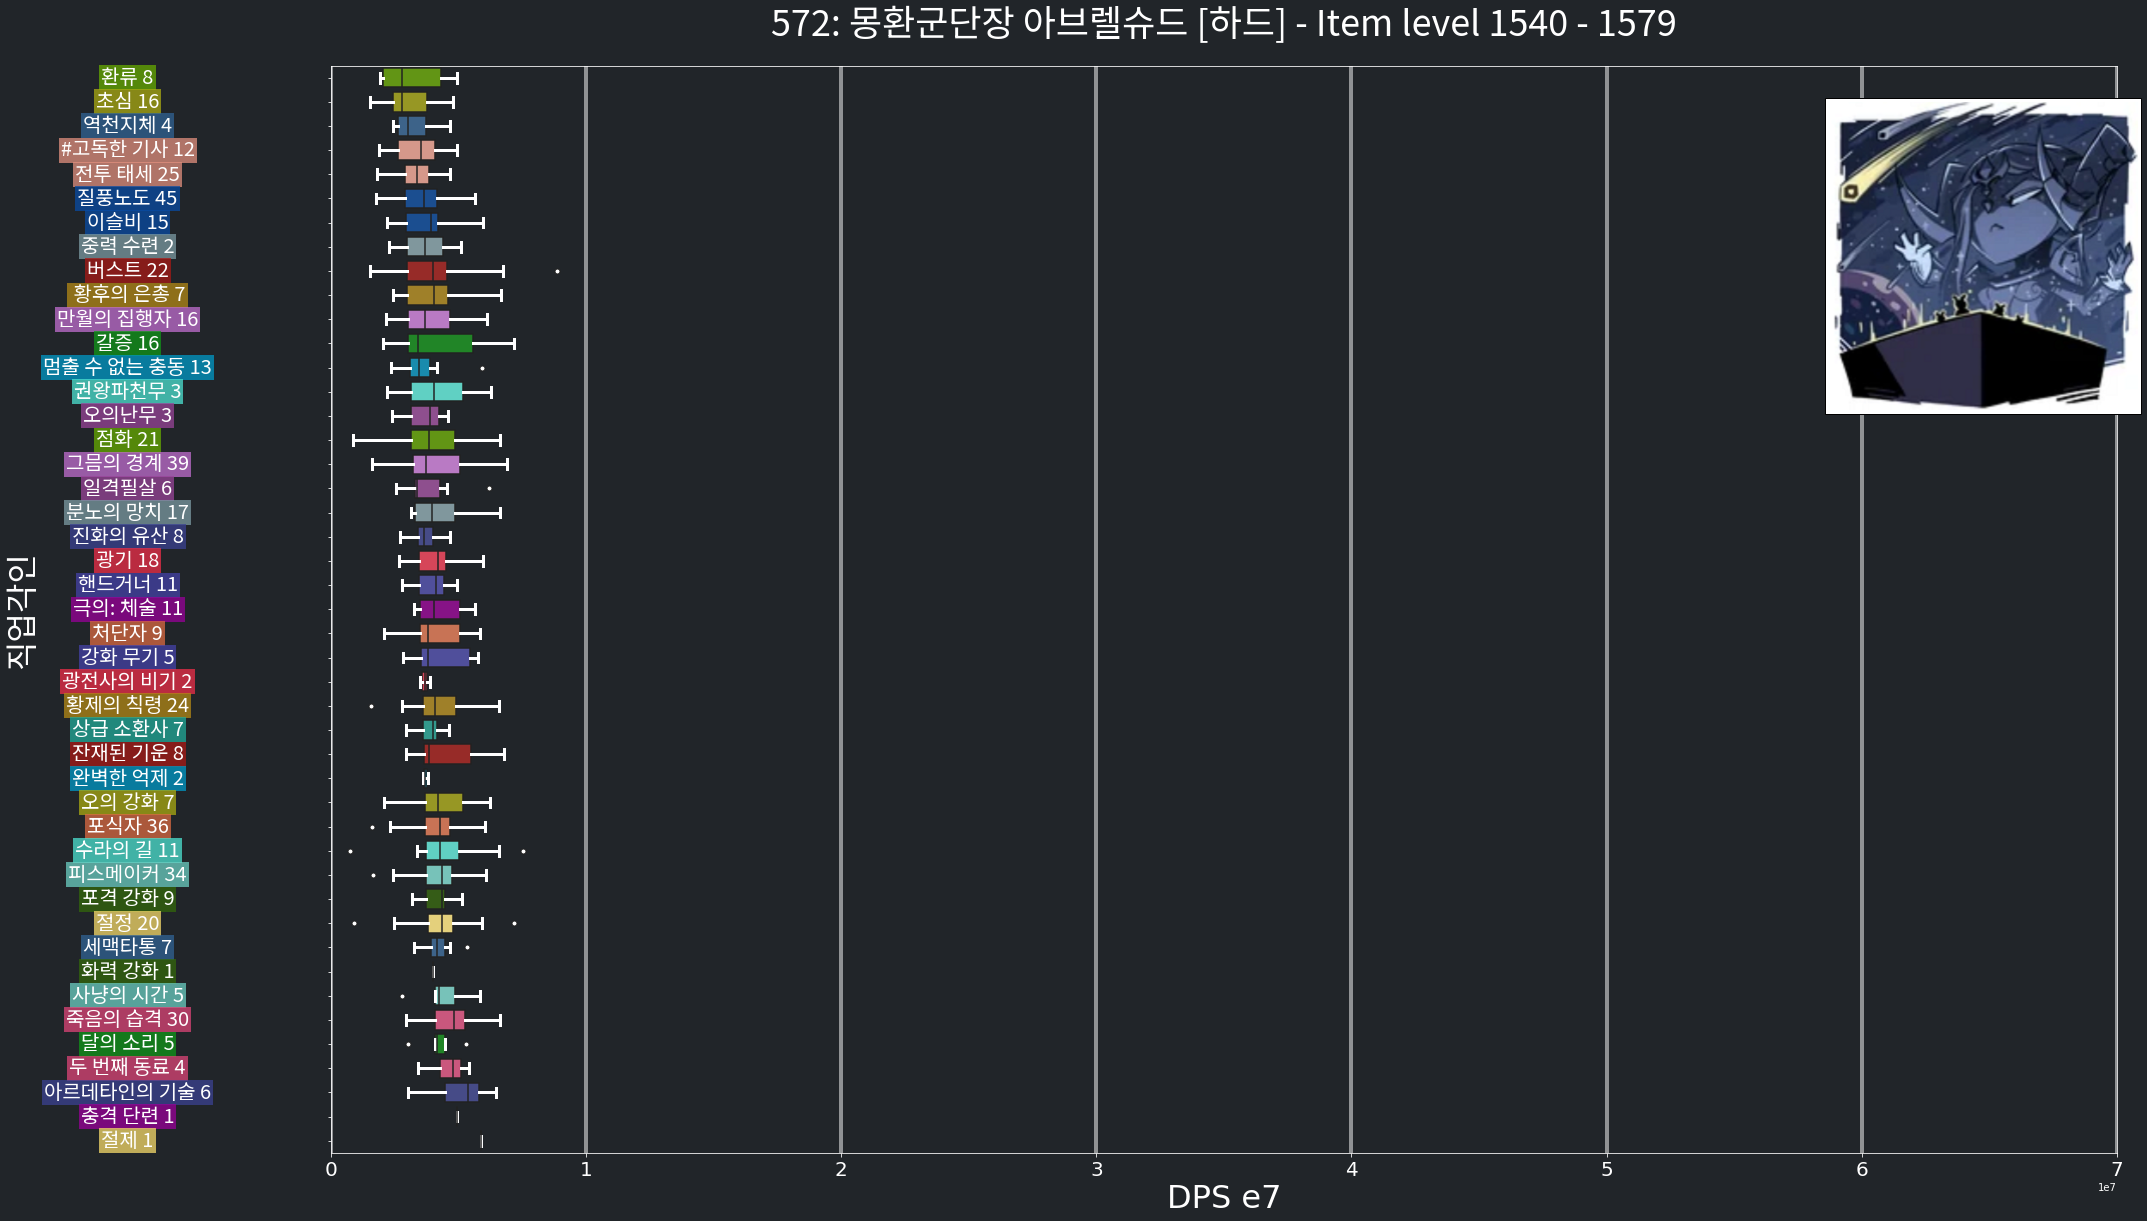 572: 몽환군단장 아브렐슈드 [하드] - Item level 1540 - 1579
직업각인
환류 8
초심 16
역천지체 4
#고독한 기사 12
전투 태세 25
질풍노도 45
이슬비 15
중력 수련 2
버스트 22
황후의 은총 7
만월의 집행자 16
갈증 16
멈출 수 없는 충동 13
권왕파천무 3
오의난무 3
점화 21
그믐의 경계 39
일격필살 6
분노의 망치 17
진화의 유산 8
광기 18
핸드거너 11
극의: 체술 11
처단자 9
강화 무기 5
광전사의 비기 2
황제의 칙령 24
상급 소환사 7
잔재된 기운 8
완벽한 억제 2
오의 강화 7
포식자 36
수라의 길 11
피스메이커 34
포격 강화 9
절정 20
세맥타통 7
화력 강화 1
사냥의 시간 5
죽음의 습격 30
달의 소리 5
두 번째 동료 4
아르데타인의 기술 6
충격 단련 1
절제 1
0 1 2 3 4 5 6 7
1e7
DPS e7